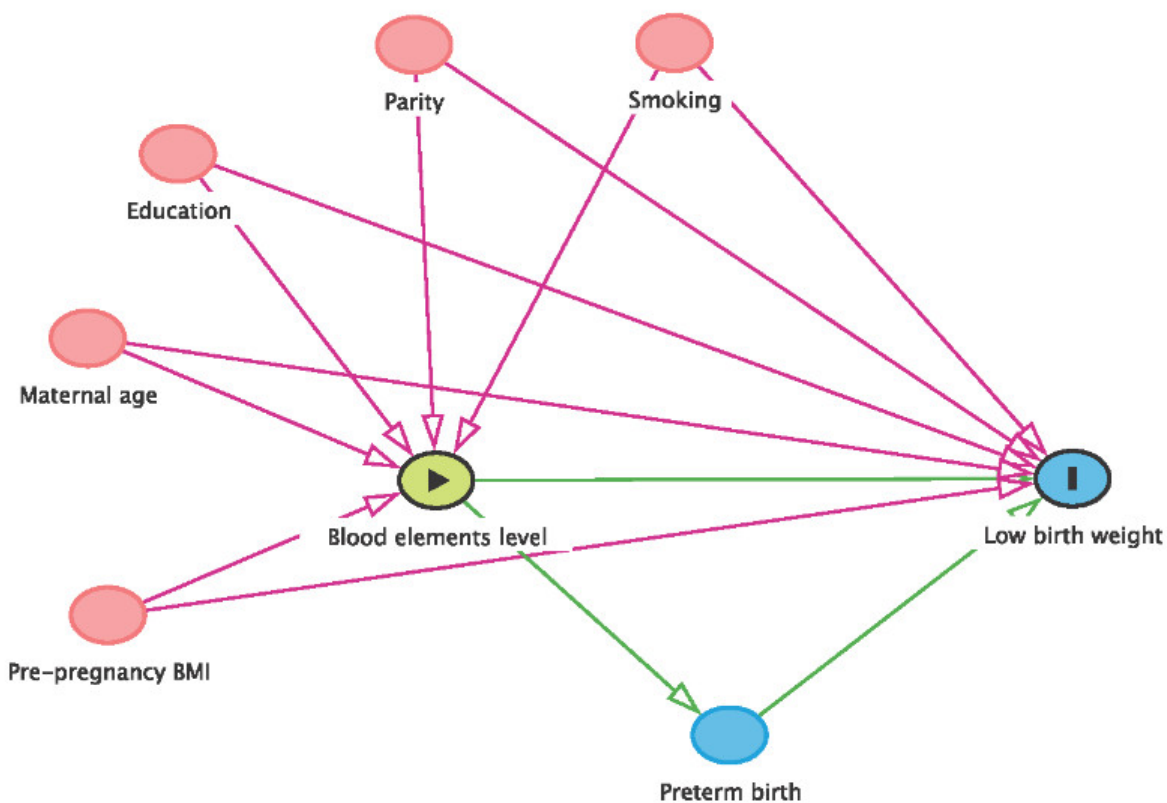 Parity
Smoking
Education
Maternal age
Blood elements level
Low birth weight
Pre-pregnancy BMI
Preterm birth